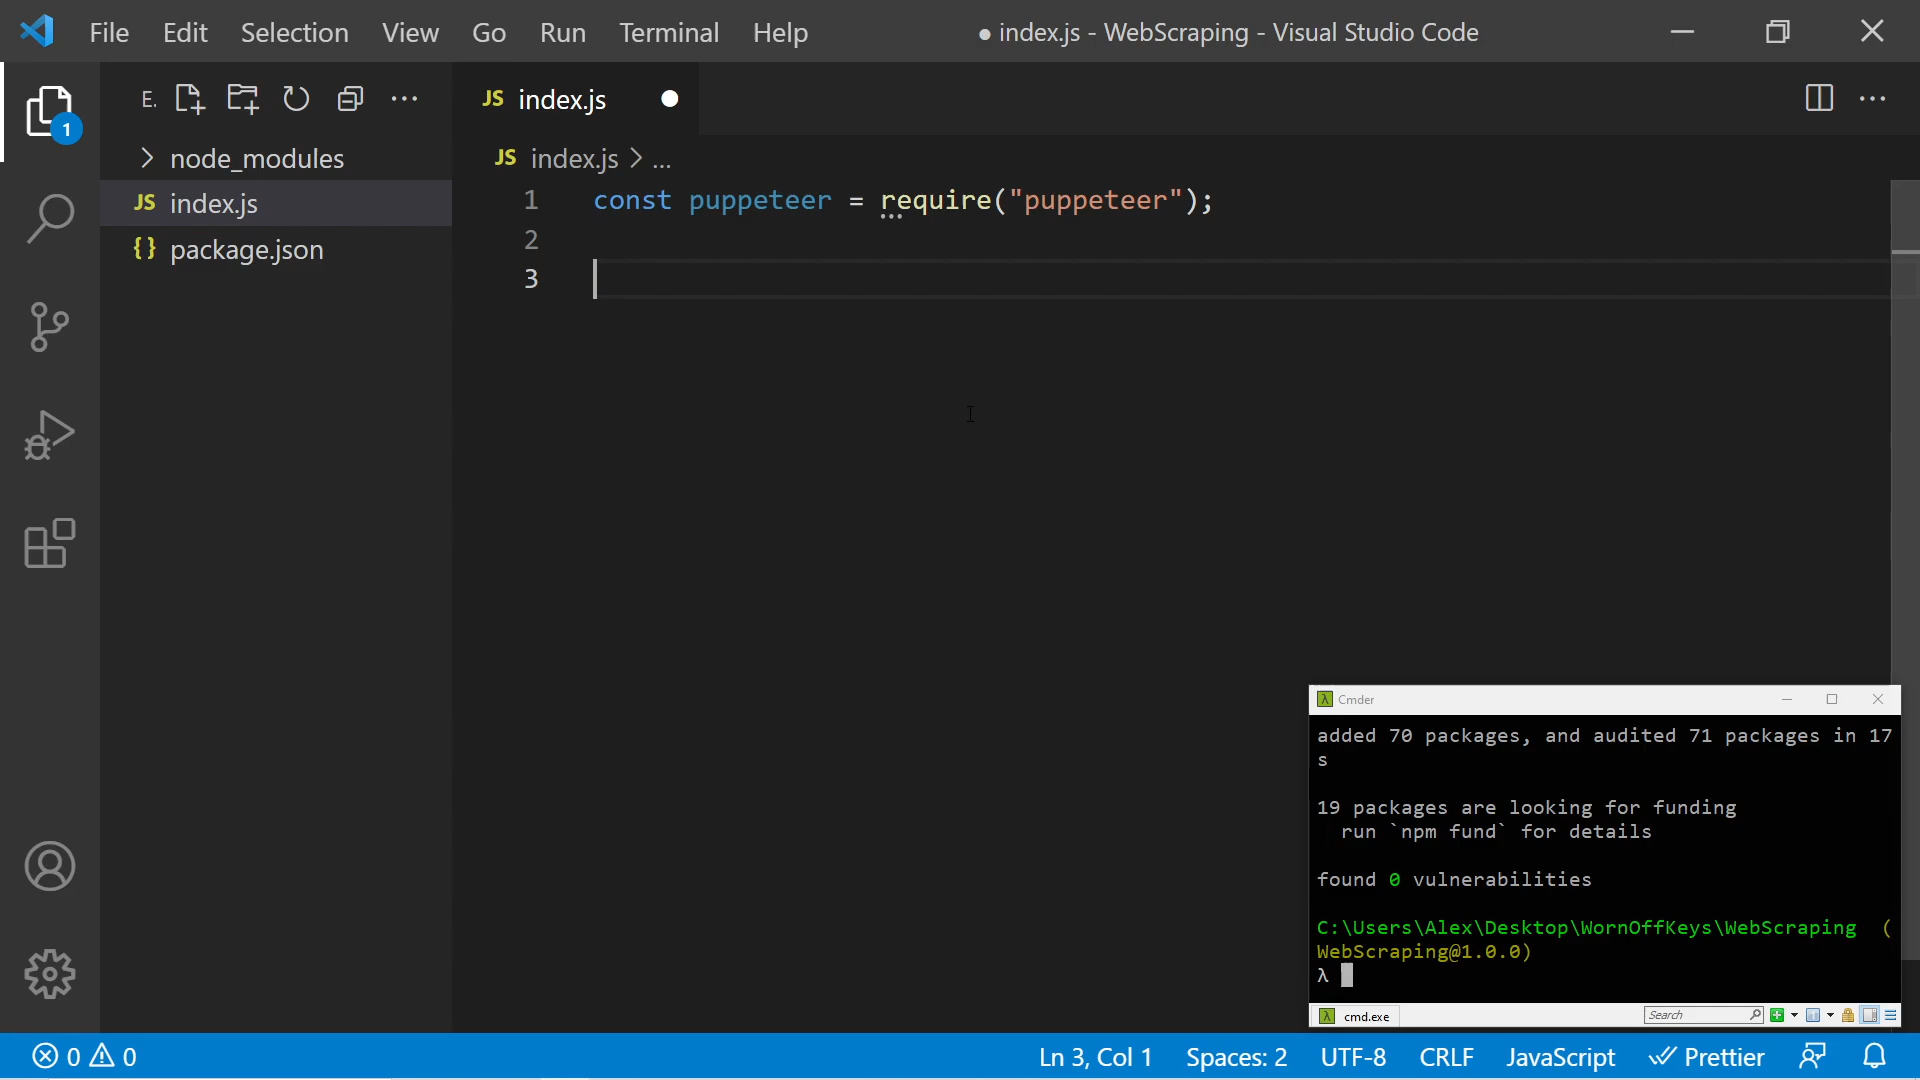 File Edit Selection View Go Run Terminal Help ● index.js - WebScraping - Visual Studio Code
E.
1
node_modules
JS index.js
{} package.json
JS index.js
JS index.js > ...
1 const puppeteer = require("puppeteer");
2
3
λ Cmder
added 70 packages, and audited 71 packages in 17
s
19 packages are looking for funding
run `npm fund` for details
found 0 vulnerabilities
C:\Users\Alex\Desktop\WornOffKeys\WebScraping (
WebScraping@1.0.0)
λ
λ cmd.exe Search
0 0 Ln 3, Col 1 Spaces: 2 UTF-8 CRLF JavaScript Prettier